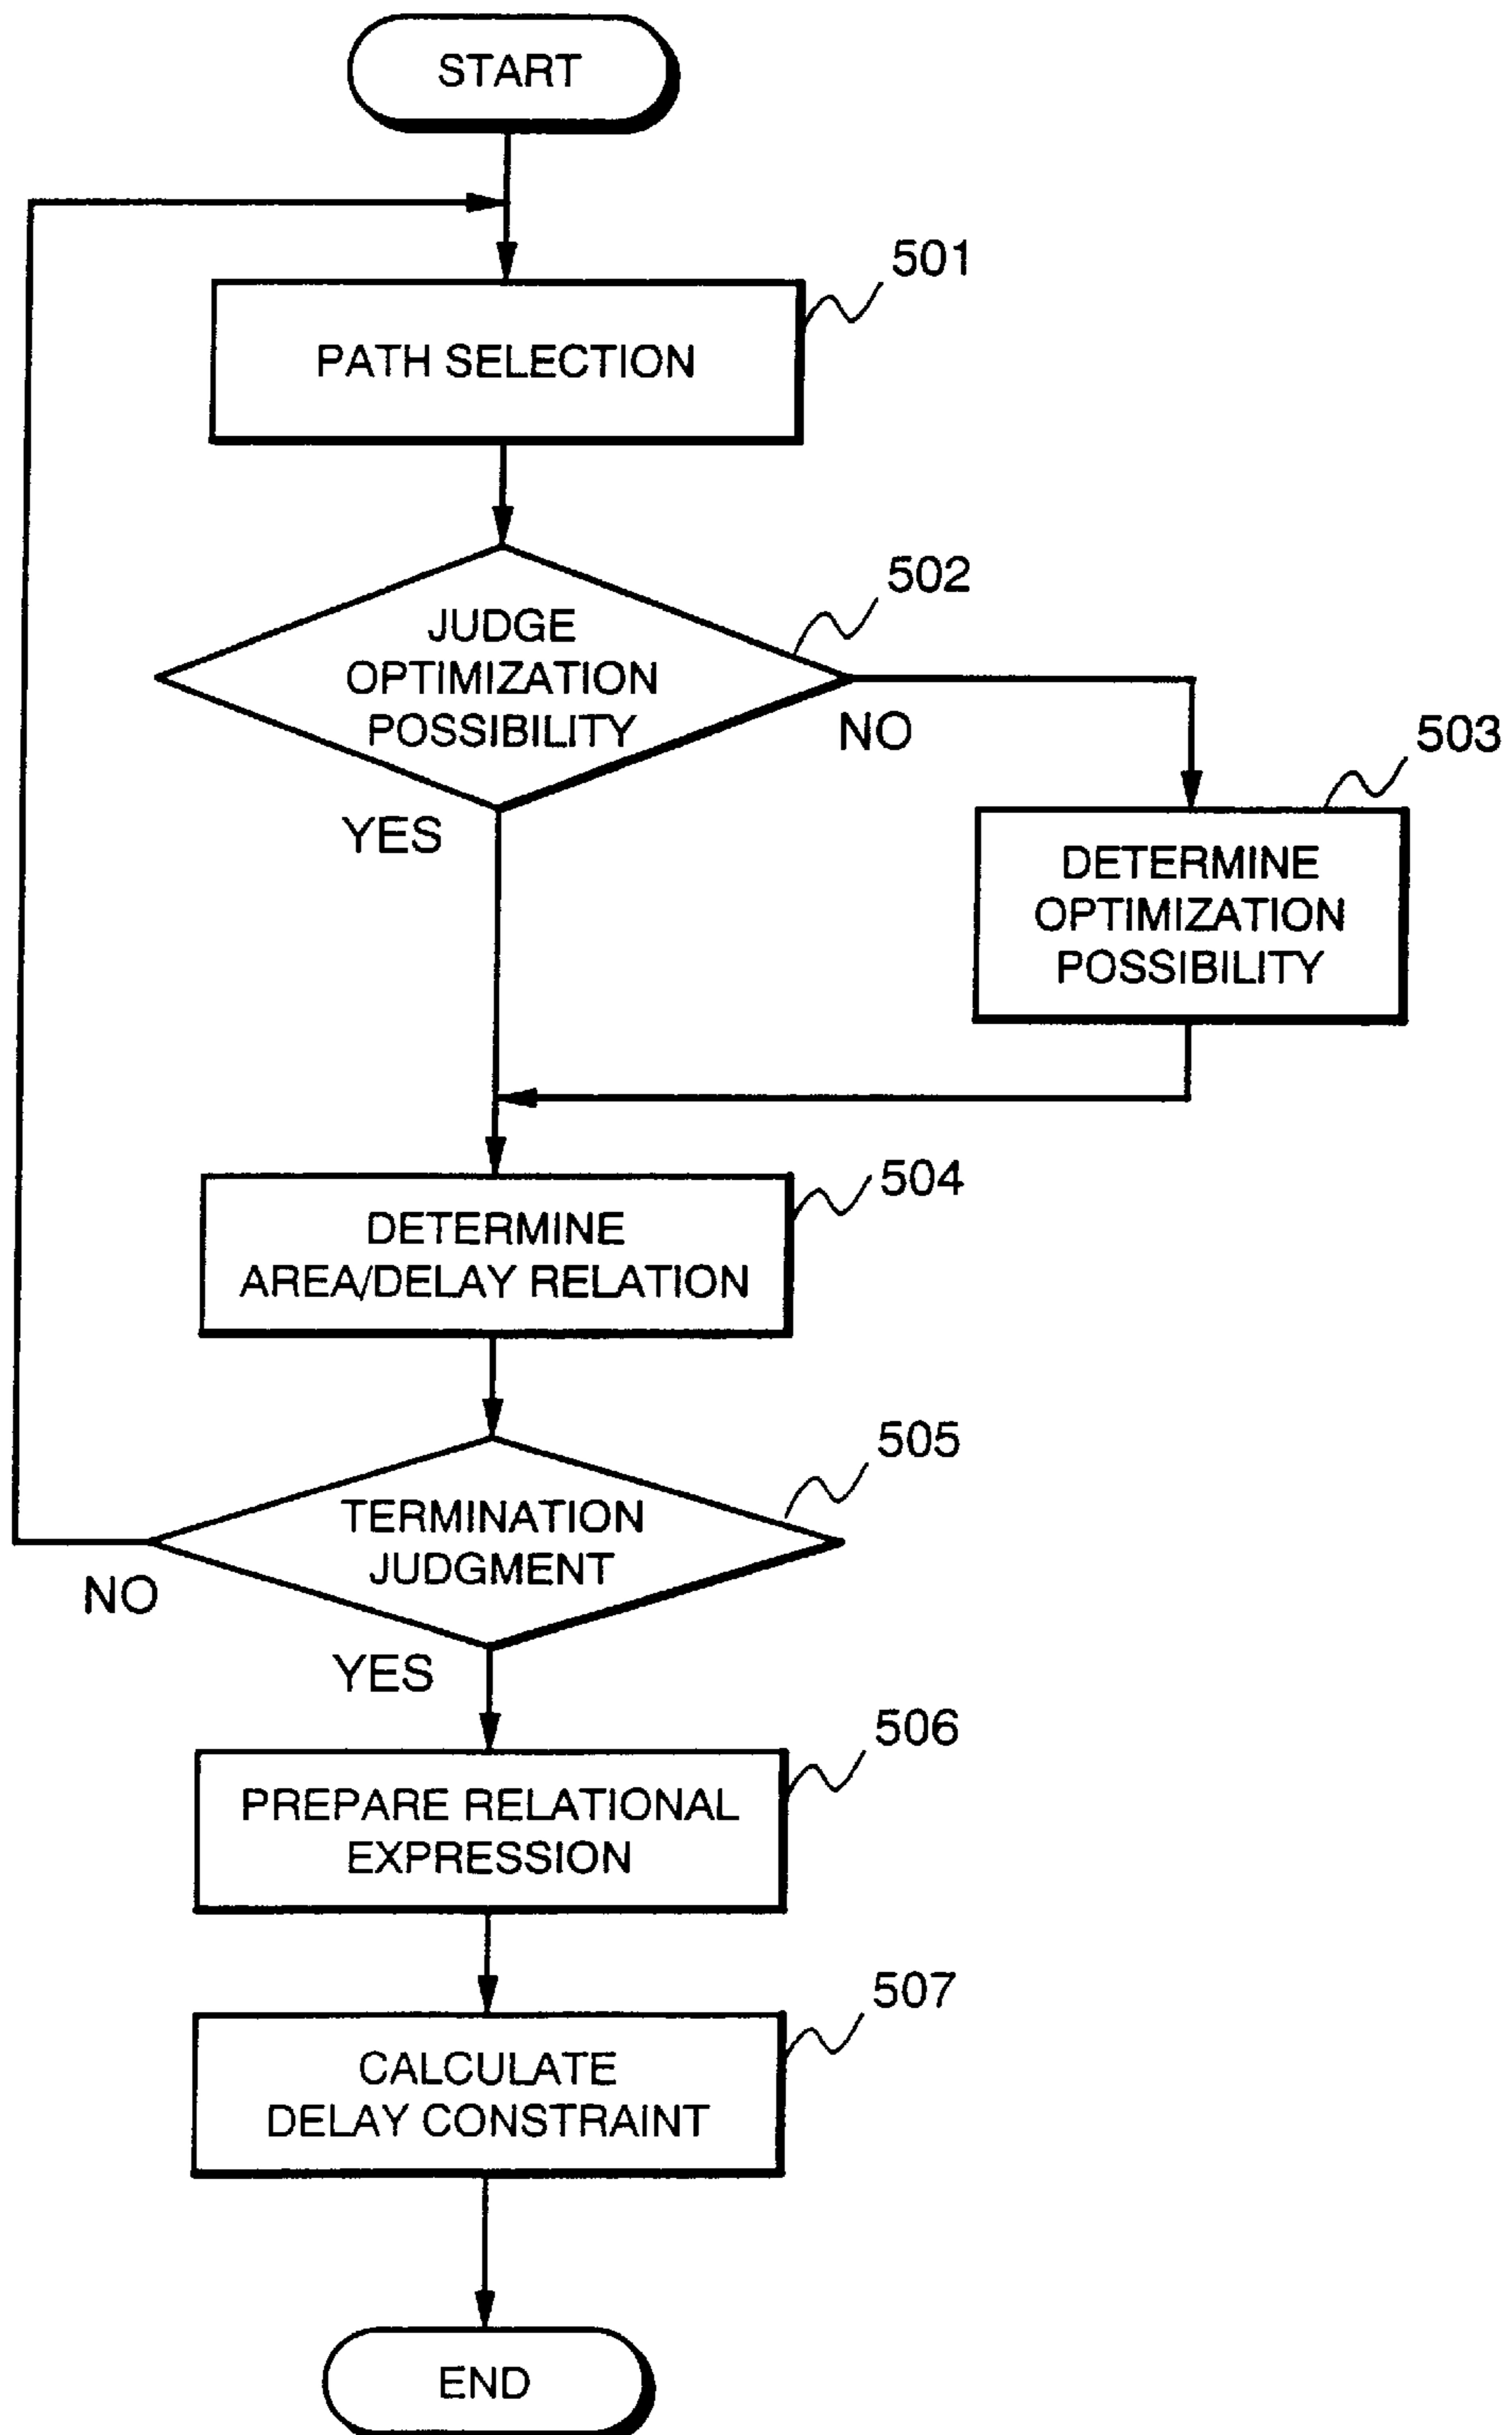 START
501
PATH SELECTION
502
JUDGE
OPTIMIZATION
POSSIBILITY
NO
503
YES
DETERMINE
OPTIMIZATION
POSSIBILITY
504
DETERMINE
AREA/DELAY RELATION
505
TERMINATION
JUDGMENT
NO
YES
506
PREPARE RELATIONAL
EXPRESSION
507
CALCULATE
DELAY CONSTRAINT
END